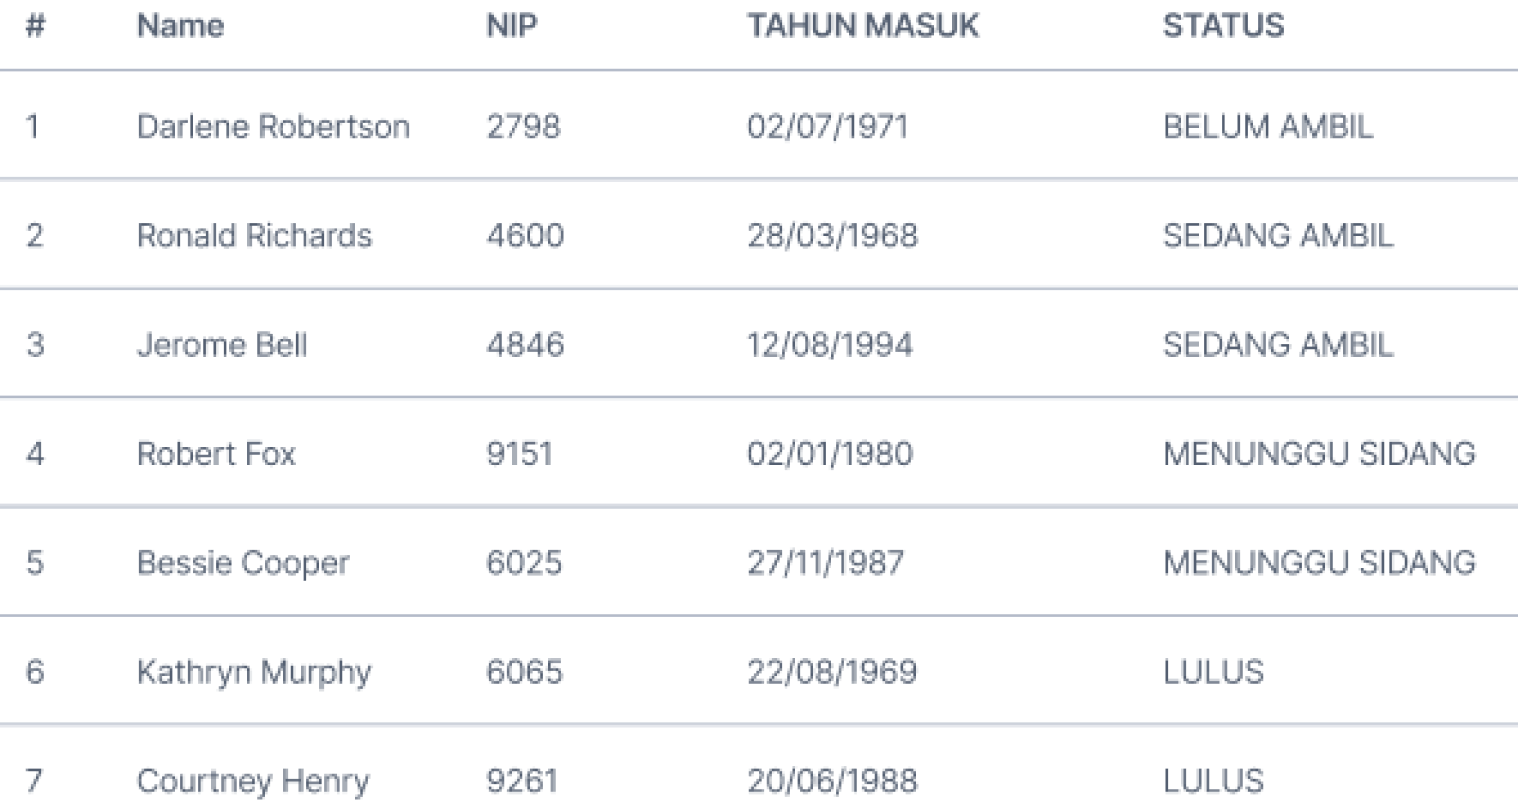 # Name NIP TAHUN MASUK STATUS
1 Darlene Robertson 2798 02/07/1971 BELUM AMBIL
2 Ronald Richards 4600 28/03/1968 SEDANG AMBIL
3 Jerome Bell 4846 12/08/1994 SEDANG AMBIL
4 Robert Fox 9151 02/01/1980 MENUNGGU SIDANG
5 Bessie Cooper 6025 27/11/1987 MENUNGGU SIDANG
6 Kathryn Murphy 6065 22/08/1969 LULUS
7 Courtney Henry 9261 20/06/1988 LULUS